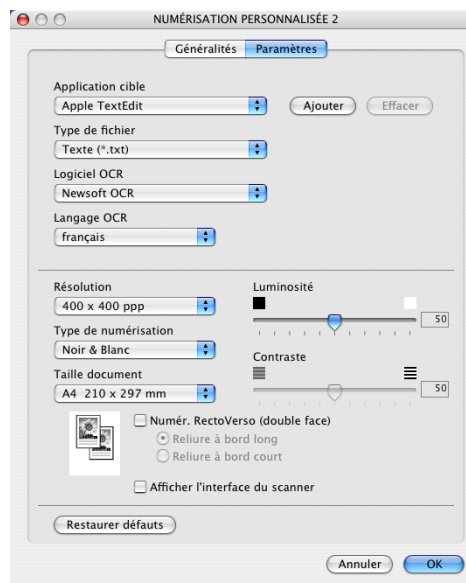 NUMÉRISATION PERSONNALISÉE 2
Généralités Paramètres
Application cible
Apple TextEdit Ajouter Effacer
Type de fichier
Texte (*.txt)
Logiciel OCR
Newsoft OCR
Langage OCR
français
Résolution Luminosité
400 x 400 ppp 50
Type de numérisation
Noir & Blanc Contraste
Taille document
A4 210 x 297 mm 50
Numér. RectoVerso (double face)
Reliure à bord long
Reliure à bord court
Afficher l'interface du scanner
Restaurer défauts
Annuler OK